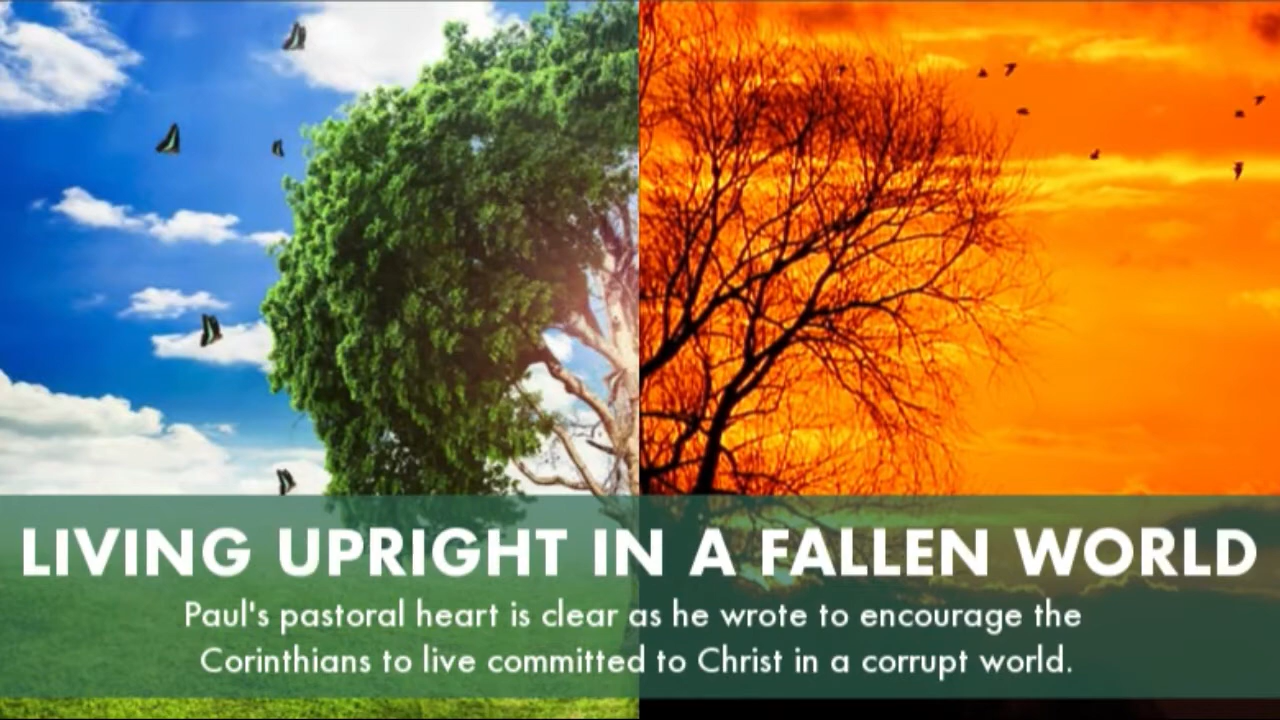 LIVING UPRIGHT IN A FALLEN WORLD
Paul's pastoral heart is clear as he wrote to encourage the
Corinthians to live committed to Christ in a corrupt world.